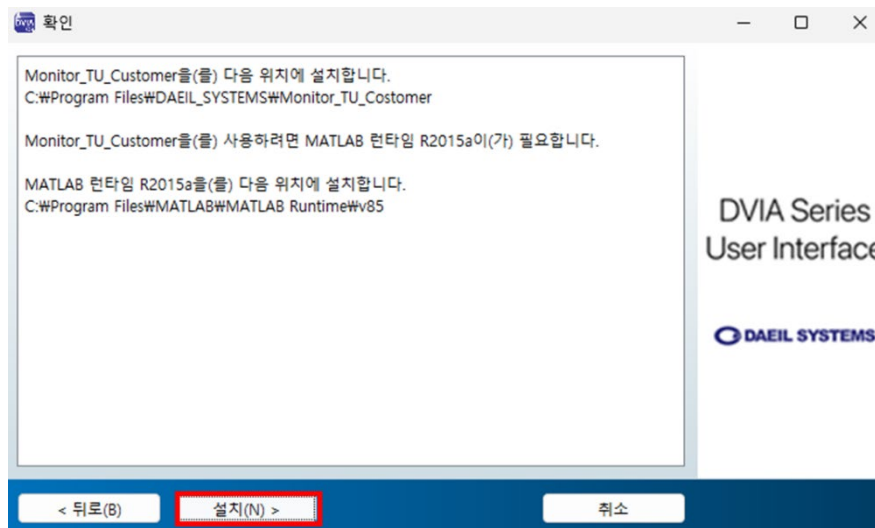 확인
Monitor_TU_Customer을(를) 다음 위치에 설치합니다.
C:₩Program Files₩DAEIL_SYSTEMS₩Monitor_TU_Costomer
Monitor_TU_Customer을(를) 사용하려면 MATLAB 런타임 R2015a이(가) 필요합니다.
MATLAB 런타임 R2015a을(를) 다음 위치에 설치합니다.
C:₩Program Files₩MATLAB₩MATLAB Runtime₩v85
DVIA Series
User Interface
DAEIL SYSTEMS
< 뒤로(B)
설치(N) >
취소